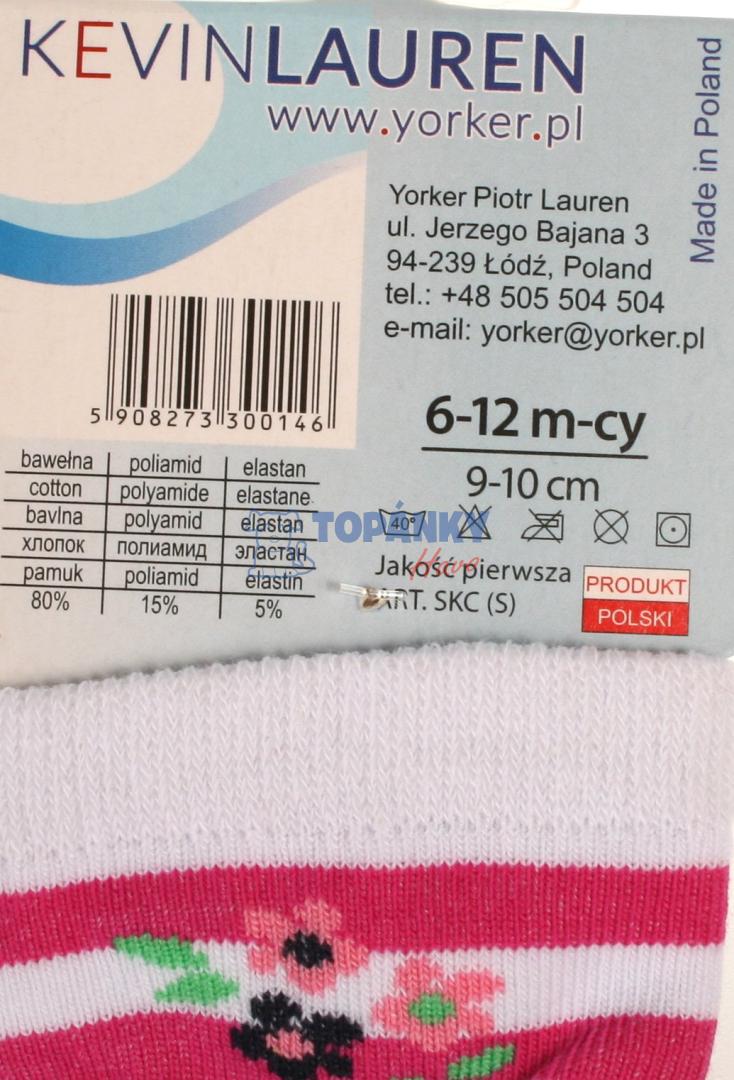 KEVINLAUREN
www.yorker.pl
Made in Poland
Yorker Piotr Lauren
ul. Jerzego Bajana 3
94-239 Łódź, Poland
tel.: +48 505 504 504
e-mail: yorker@yorker.pl
5 908273 300146
6-12 m-cy
9-10 cm
bawełna poliamid elastan
cotton polyamide elastane
bavlna polyamid elastan
хлопок полиамид эластан
pamuk poliamid elastin
80% 15% 5%
TOPÁNKY
40°
Jakość pierwsza
ART. SKC (S)
PRODUKT
POLSKI